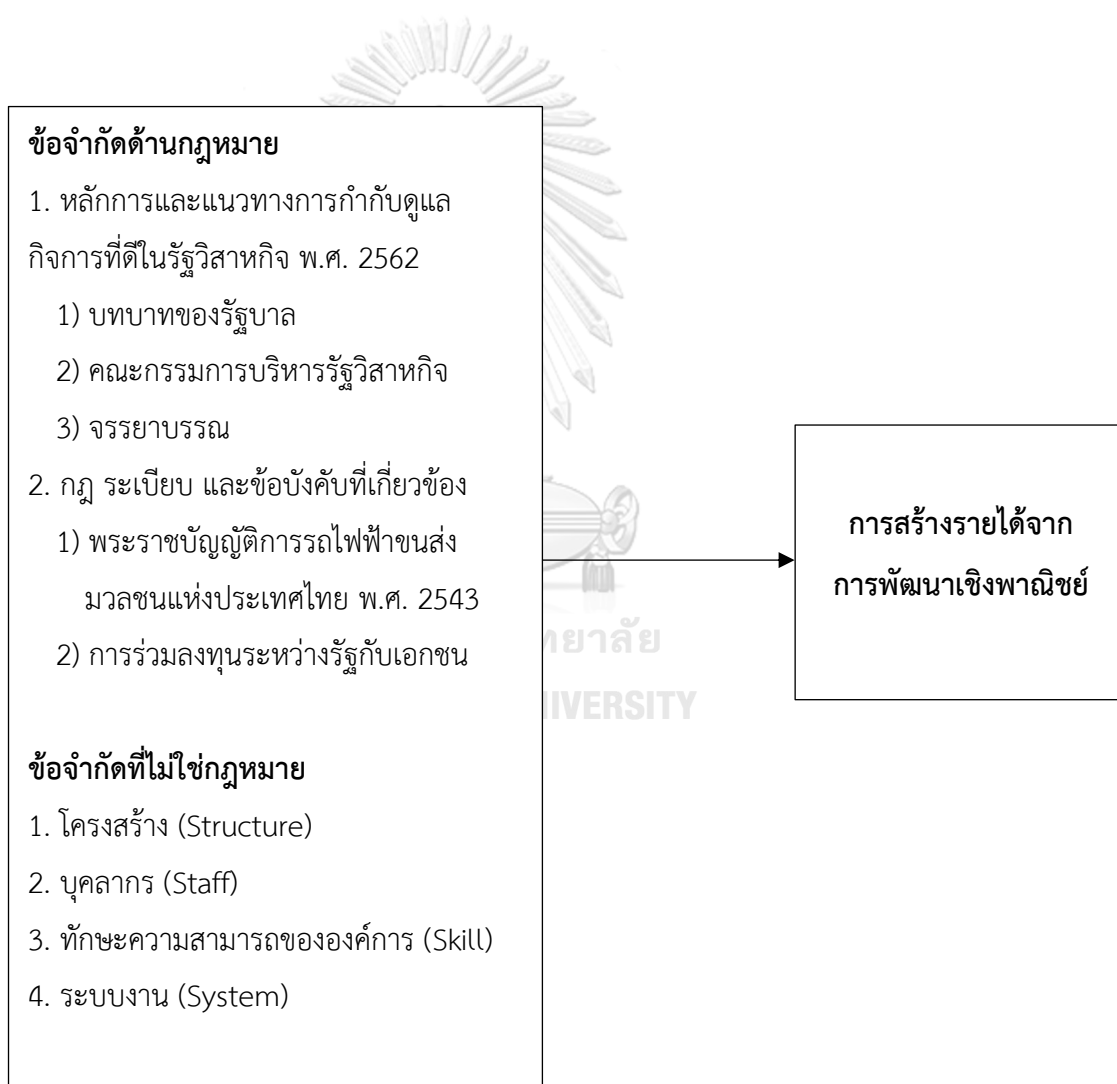 ข้อจำกัดด้านกฎหมาย
1. หลักการและแนวทางการกำกับดูแล
กิจการที่ดีในรัฐวิสาหกิจ พ.ศ. 2562
1) บทบาทของรัฐบาล
2) คณะกรรมการบริหารรัฐวิสาหกิจ
3) จรรยาบรรณ
2. กฎ ระเบียบ และข้อบังคับที่เกี่ยวข้อง
1) พระราชบัญญัติการรถไฟฟ้าขนส่ง
มวลชนแห่งประเทศไทย พ.ศ. 2543
2) การร่วมลงทุนระหว่างรัฐกับเอกชน
ข้อจำกัดที่ไม่ใช่กฎหมาย
1. โครงสร้าง (Structure)
2. บุคลากร (Staff)
3. ทักษะความสามารถขององค์การ (Skill)
4. ระบบงาน (System)
การสร้างรายได้จาก
การพัฒนาเชิงพาณิชย์
ทยาลัย
IVERSITY